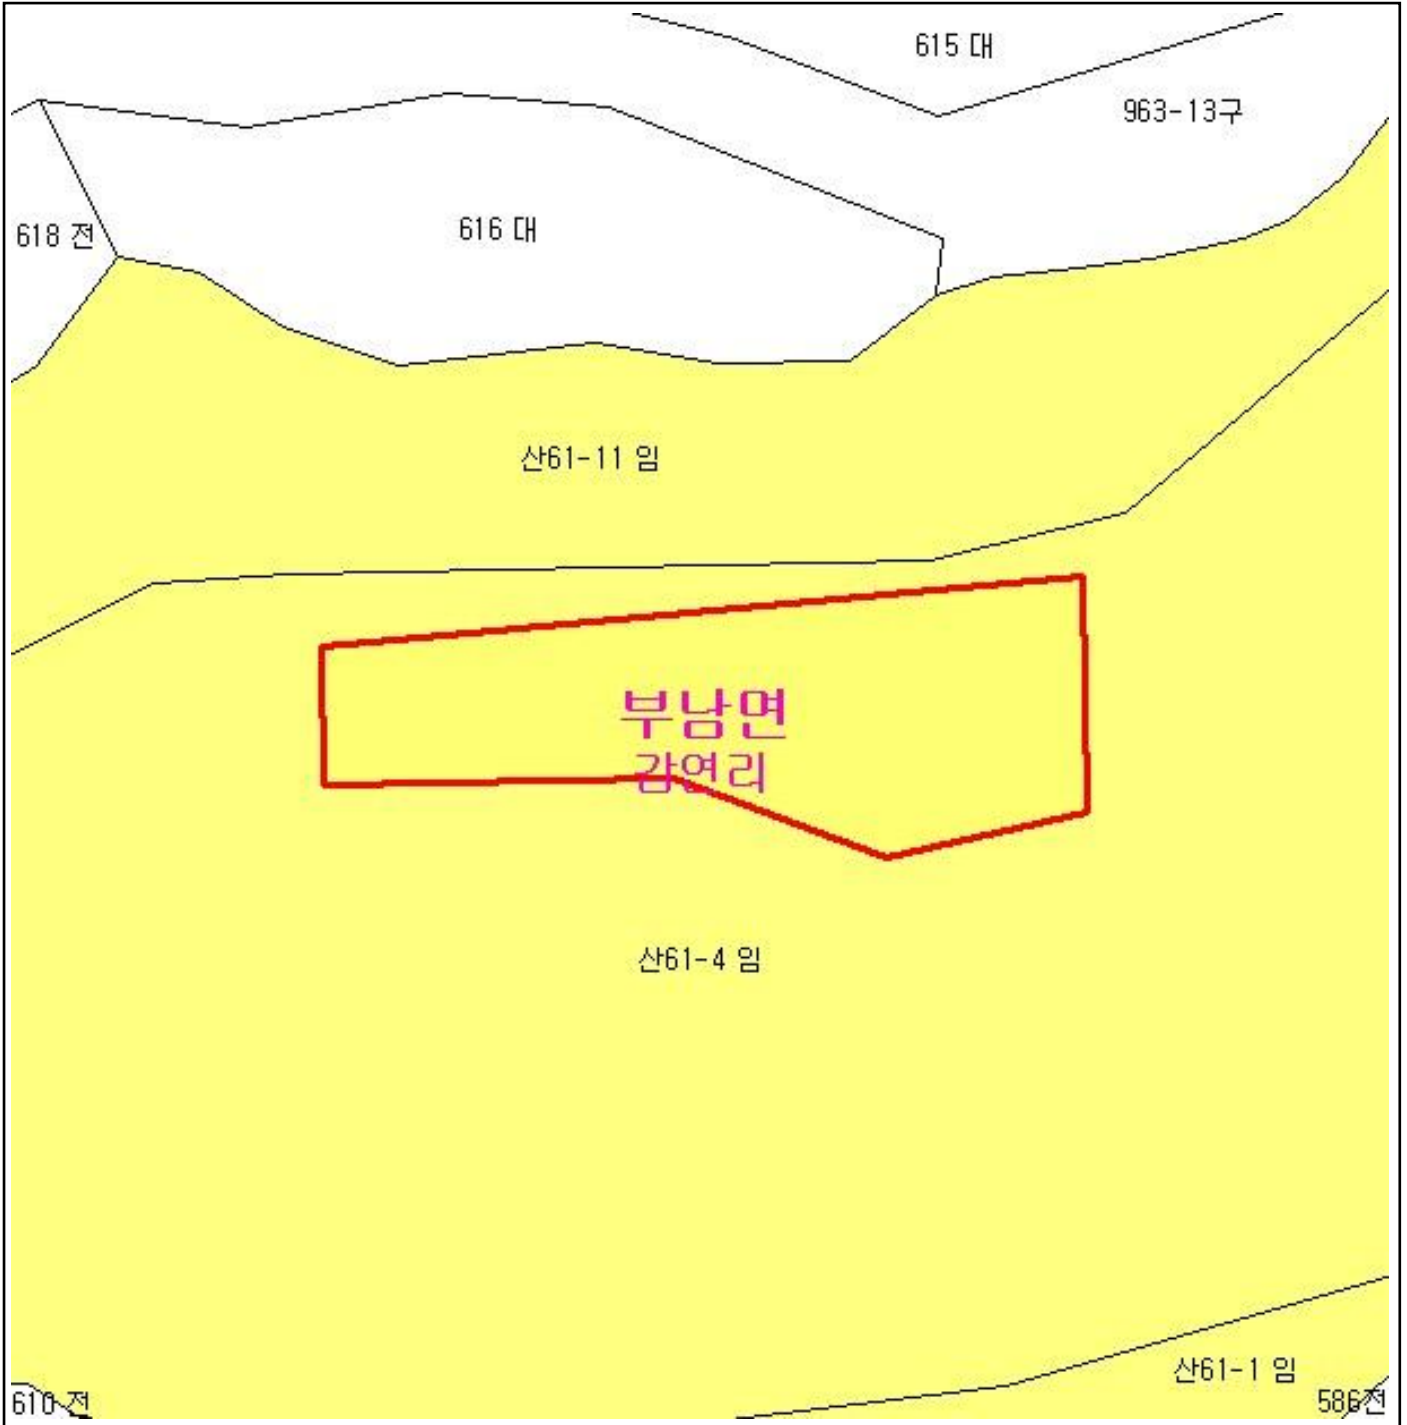 615 대
963-13구
618 전
616 대
산61-11 임
부남면
감연리
산61-4 임
산61-1 임
610 전
586전